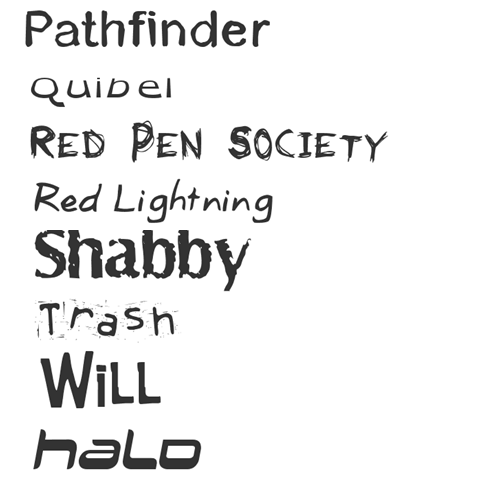 Pathfinder
Quibel
RED PEN SOCIETY
Red Lightning
Shabby
Trash
WiLL
haLo